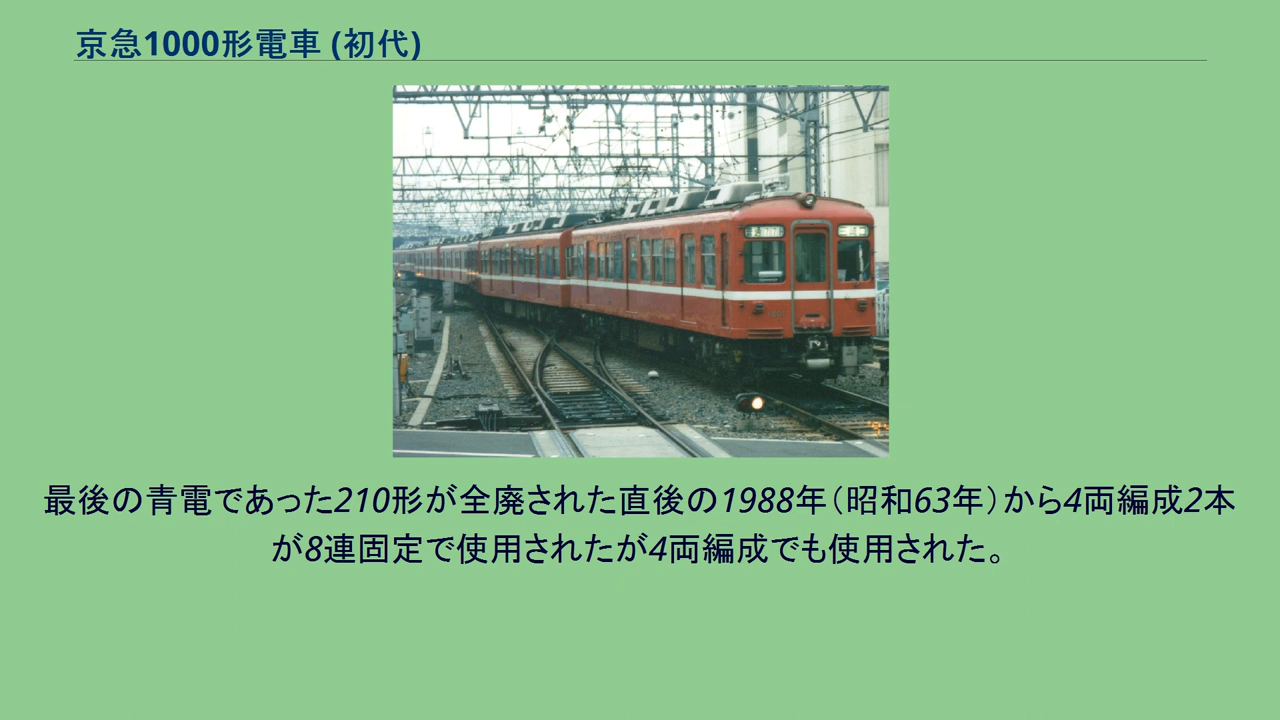 京急1000形電車 (初代)
最後の青電であった210形が全廃された直後の1988年（昭和63年）から4両編成2本
が8連固定で使用されたが4両編成でも使用された。